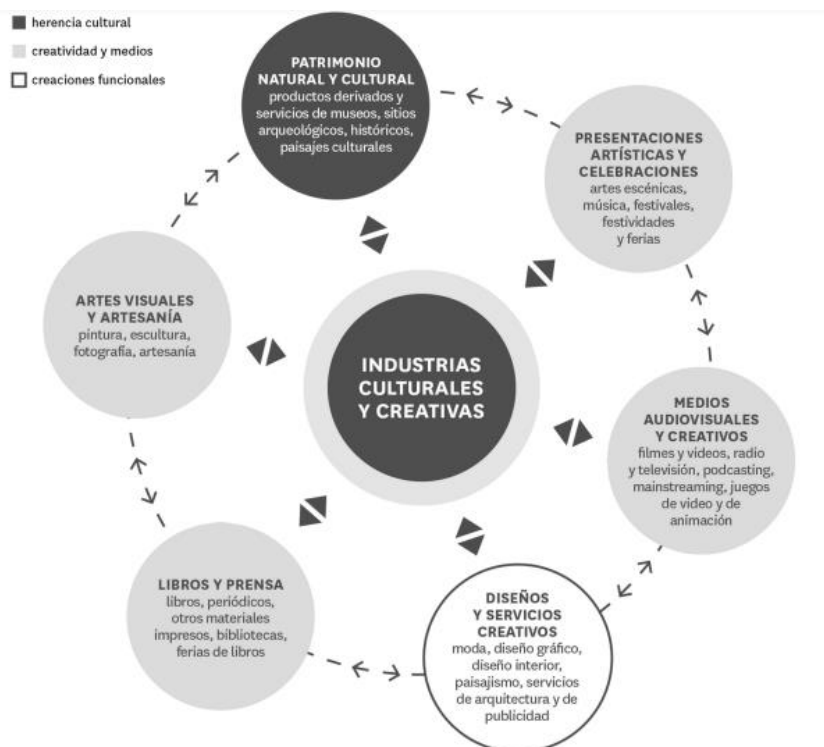 herencia cultural
creatividad y medios
creaciones funcionales
PATRIMONIO
NATURAL Y CULTURAL
productos derivados y
servicios de museos, sitios
arqueológicos, históricos,
paisajes culturales
PRESENTACIONES
ARTÍSTICAS Y
CELEBRACIONES
artes escénicas,
música, festivales,
festividades
y ferias
ARTES VISUALES
Y ARTESANÍA
pintura, escultura,
fotografía, artesanía
INDUSTRIAS
CULTURALES
Y CREATIVAS
MEDIOS
AUDIOVISUALES
Y CREATIVOS
filmes y videos, radio
y televisión, podcasting,
mainstreaming, juegos
de video y de
animación
LIBROS Y PRENSA
libros, periódicos,
otros materiales
impresos, bibliotecas,
ferias de libros
DISEÑOS
Y SERVICIOS
CREATIVOS
moda, diseño gráfico,
diseño interior,
paisajismo, servicios
de arquitectura y de
publicidad